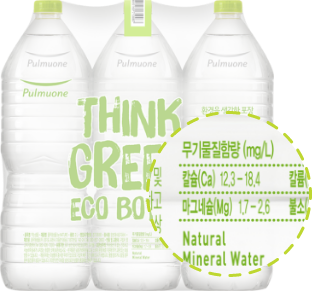 Pulmuone
Pulmuone
Pulmuone
Pulmuone
THINK
GREE
ECO BO
무기물질함량 (mg/L)
칼슘(Ca) 12.3-18.4 칼륨
마그네슘(Mg) 1.7-2.6 불소
Natural
Mineral Water